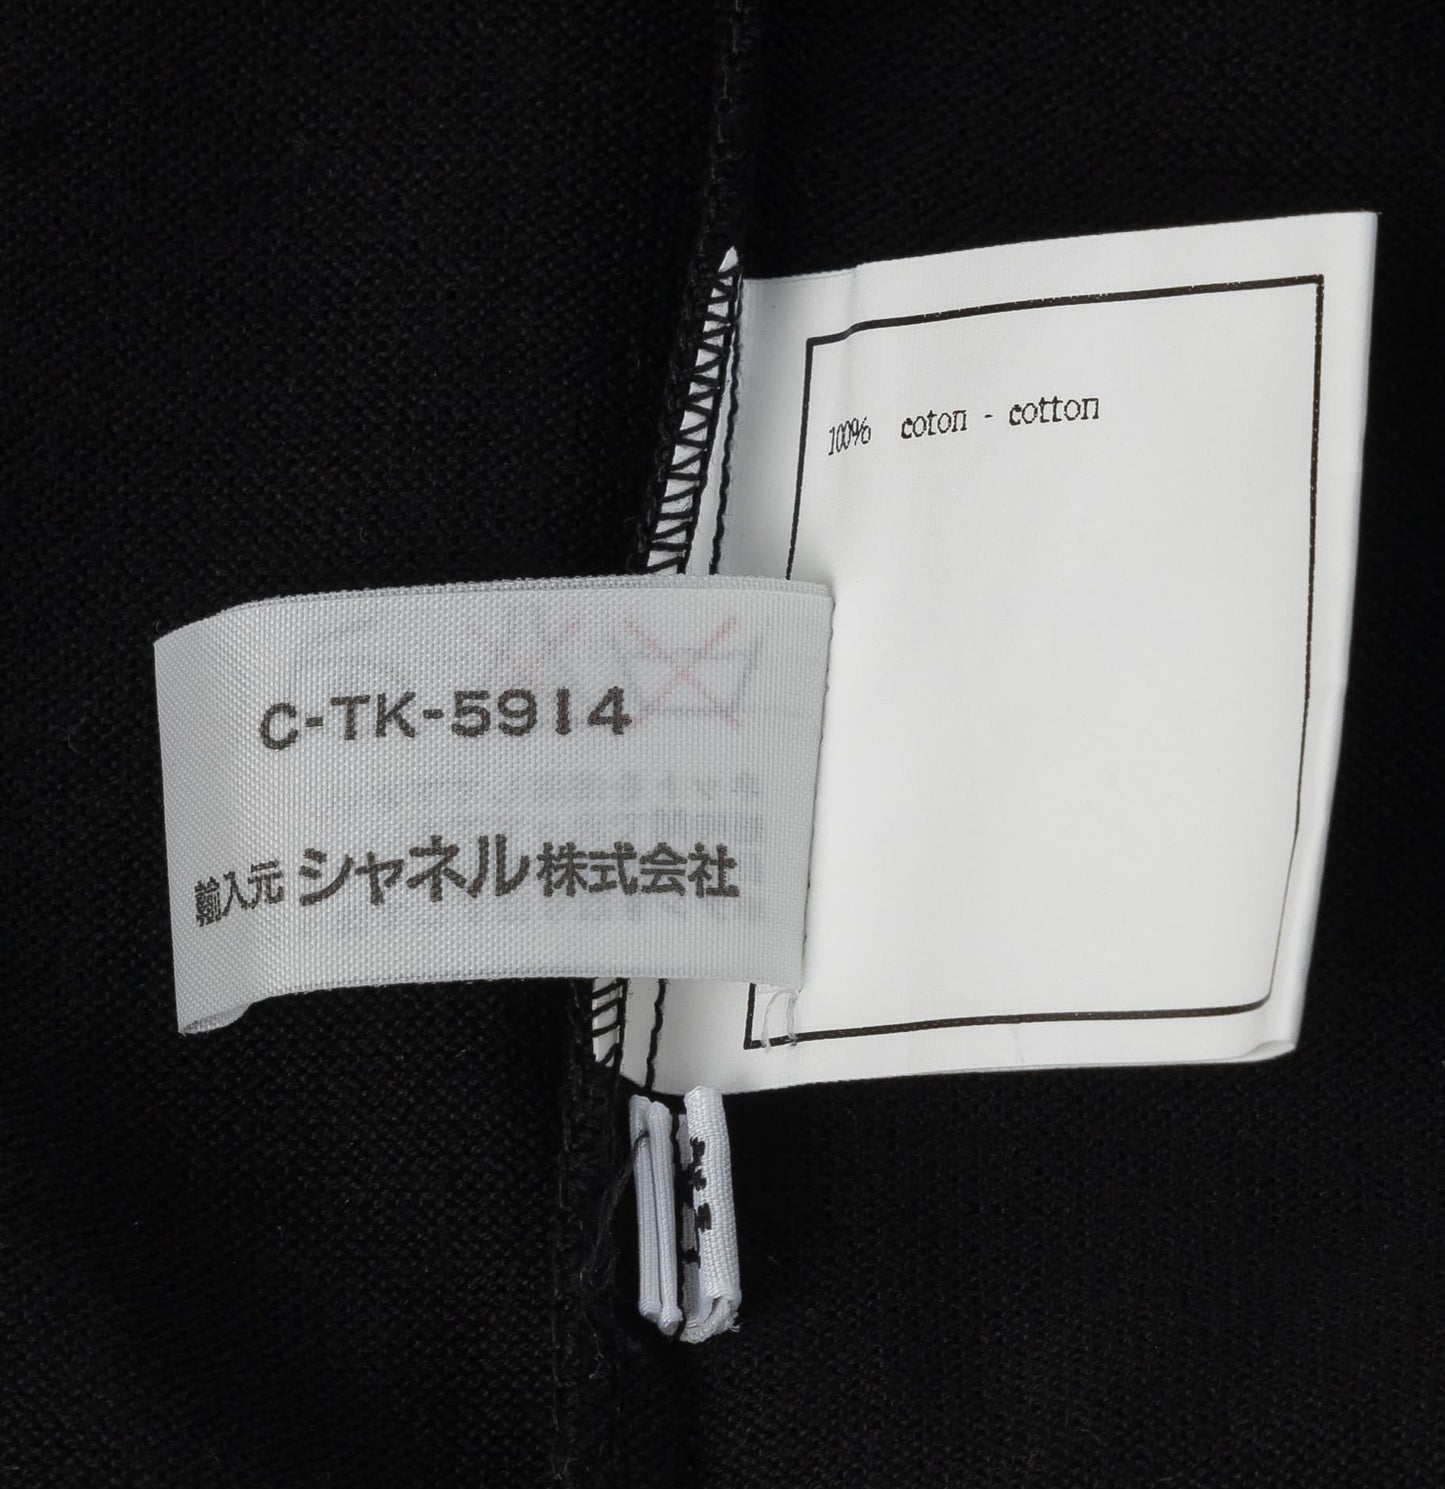 100% coton - cotton
C-TK-5914
輸入元 シャネル株式会社